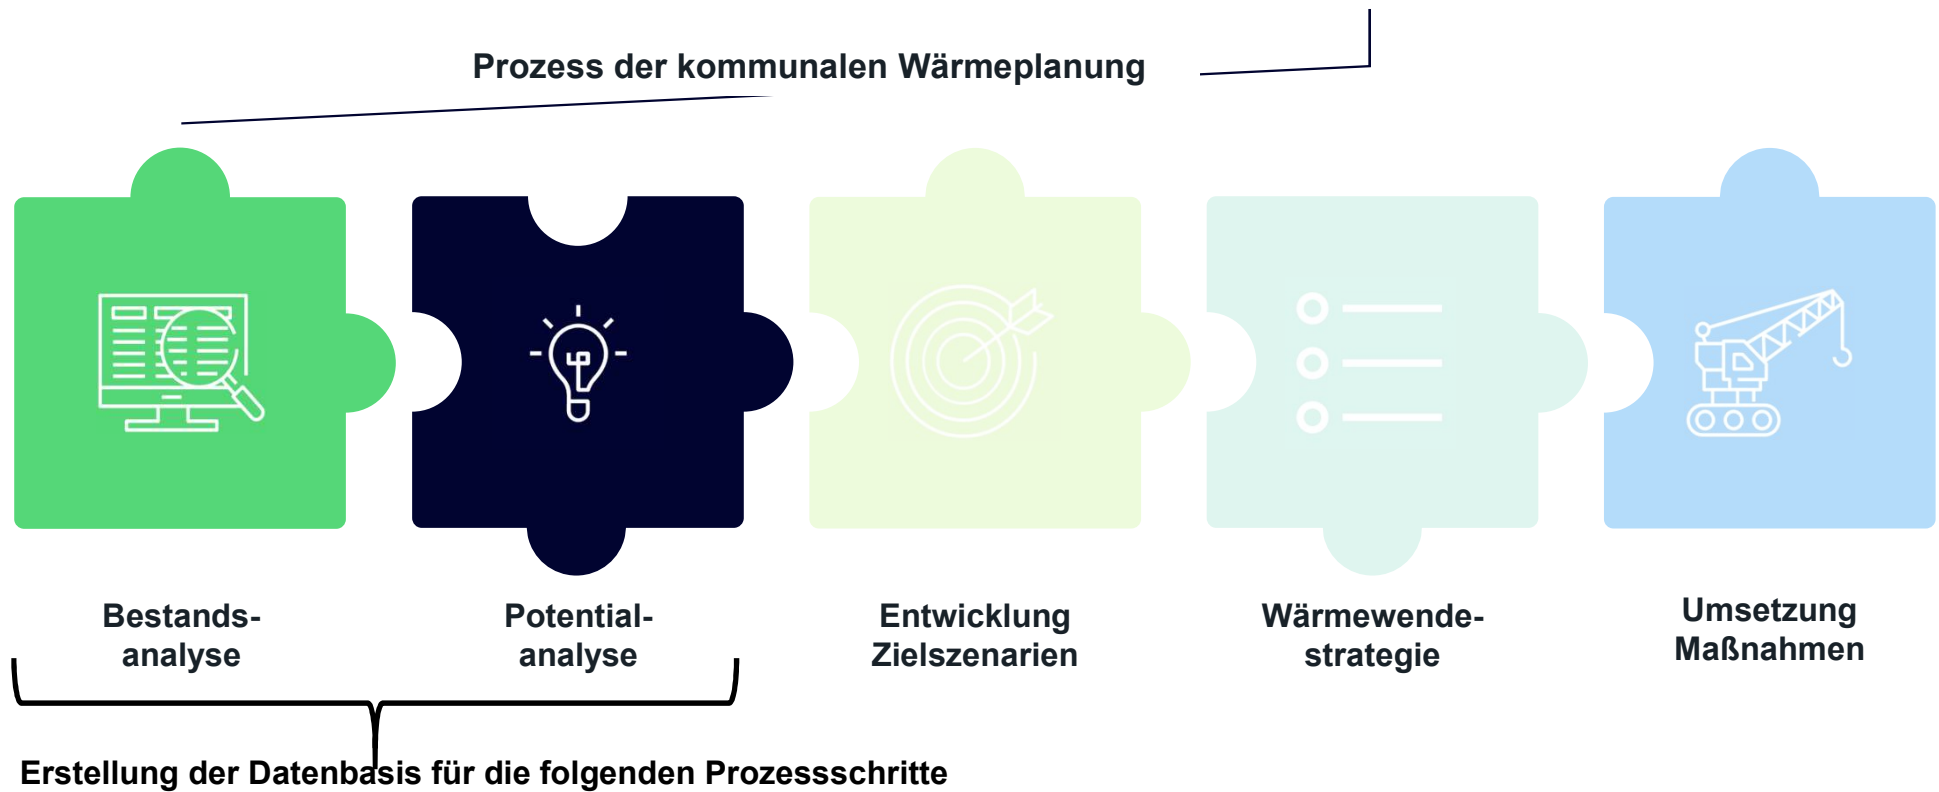 Prozess der kommunalen Wärmeplanung
Bestands-
analyse
Potential-
analyse
Entwicklung
Zielszenarien
Wärmewende-
strategie
Umsetzung
Maßnahmen
Erstellung der Datenbasis für die folgenden Prozessschritte